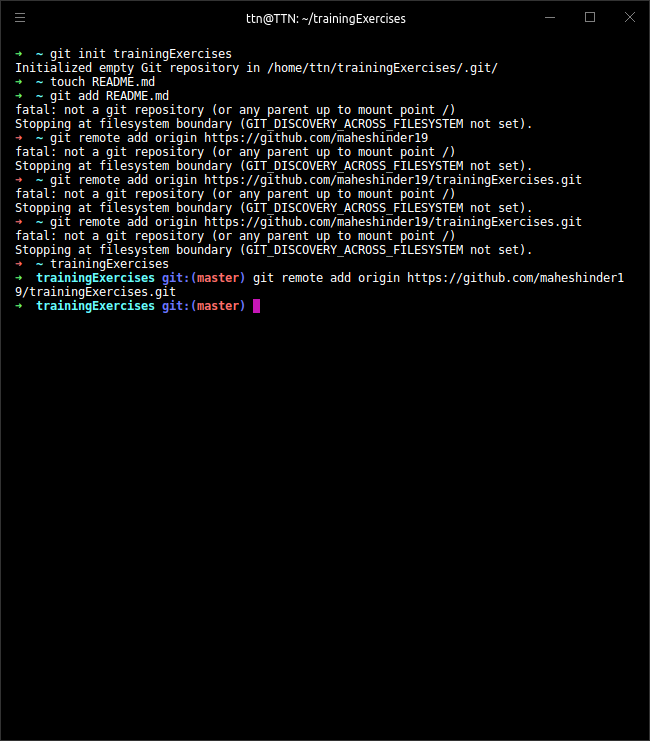 ttn@TTN: ~/trainingExercises
➜  ~ git init trainingExercises
Initialized empty Git repository in /home/ttn/trainingExercises/.git/
➜  ~ touch README.md
➜  ~ git add README.md
fatal: not a git repository (or any parent up to mount point /)
Stopping at filesystem boundary (GIT_DISCOVERY_ACROSS_FILESYSTEM not set).
➜  ~ git remote add origin https://github.com/maheshinder19
fatal: not a git repository (or any parent up to mount point /)
Stopping at filesystem boundary (GIT_DISCOVERY_ACROSS_FILESYSTEM not set).
➜  ~ git remote add origin https://github.com/maheshinder19/trainingExercises.git
fatal: not a git repository (or any parent up to mount point /)
Stopping at filesystem boundary (GIT_DISCOVERY_ACROSS_FILESYSTEM not set).
➜  ~ git remote add origin https://github.com/maheshinder19/trainingExercises.git
fatal: not a git repository (or any parent up to mount point /)
Stopping at filesystem boundary (GIT_DISCOVERY_ACROSS_FILESYSTEM not set).
➜  ~ trainingExercises
➜  trainingExercises git:(master) git remote add origin https://github.com/maheshinder1
9/trainingExercises.git
➜  trainingExercises git:(master)